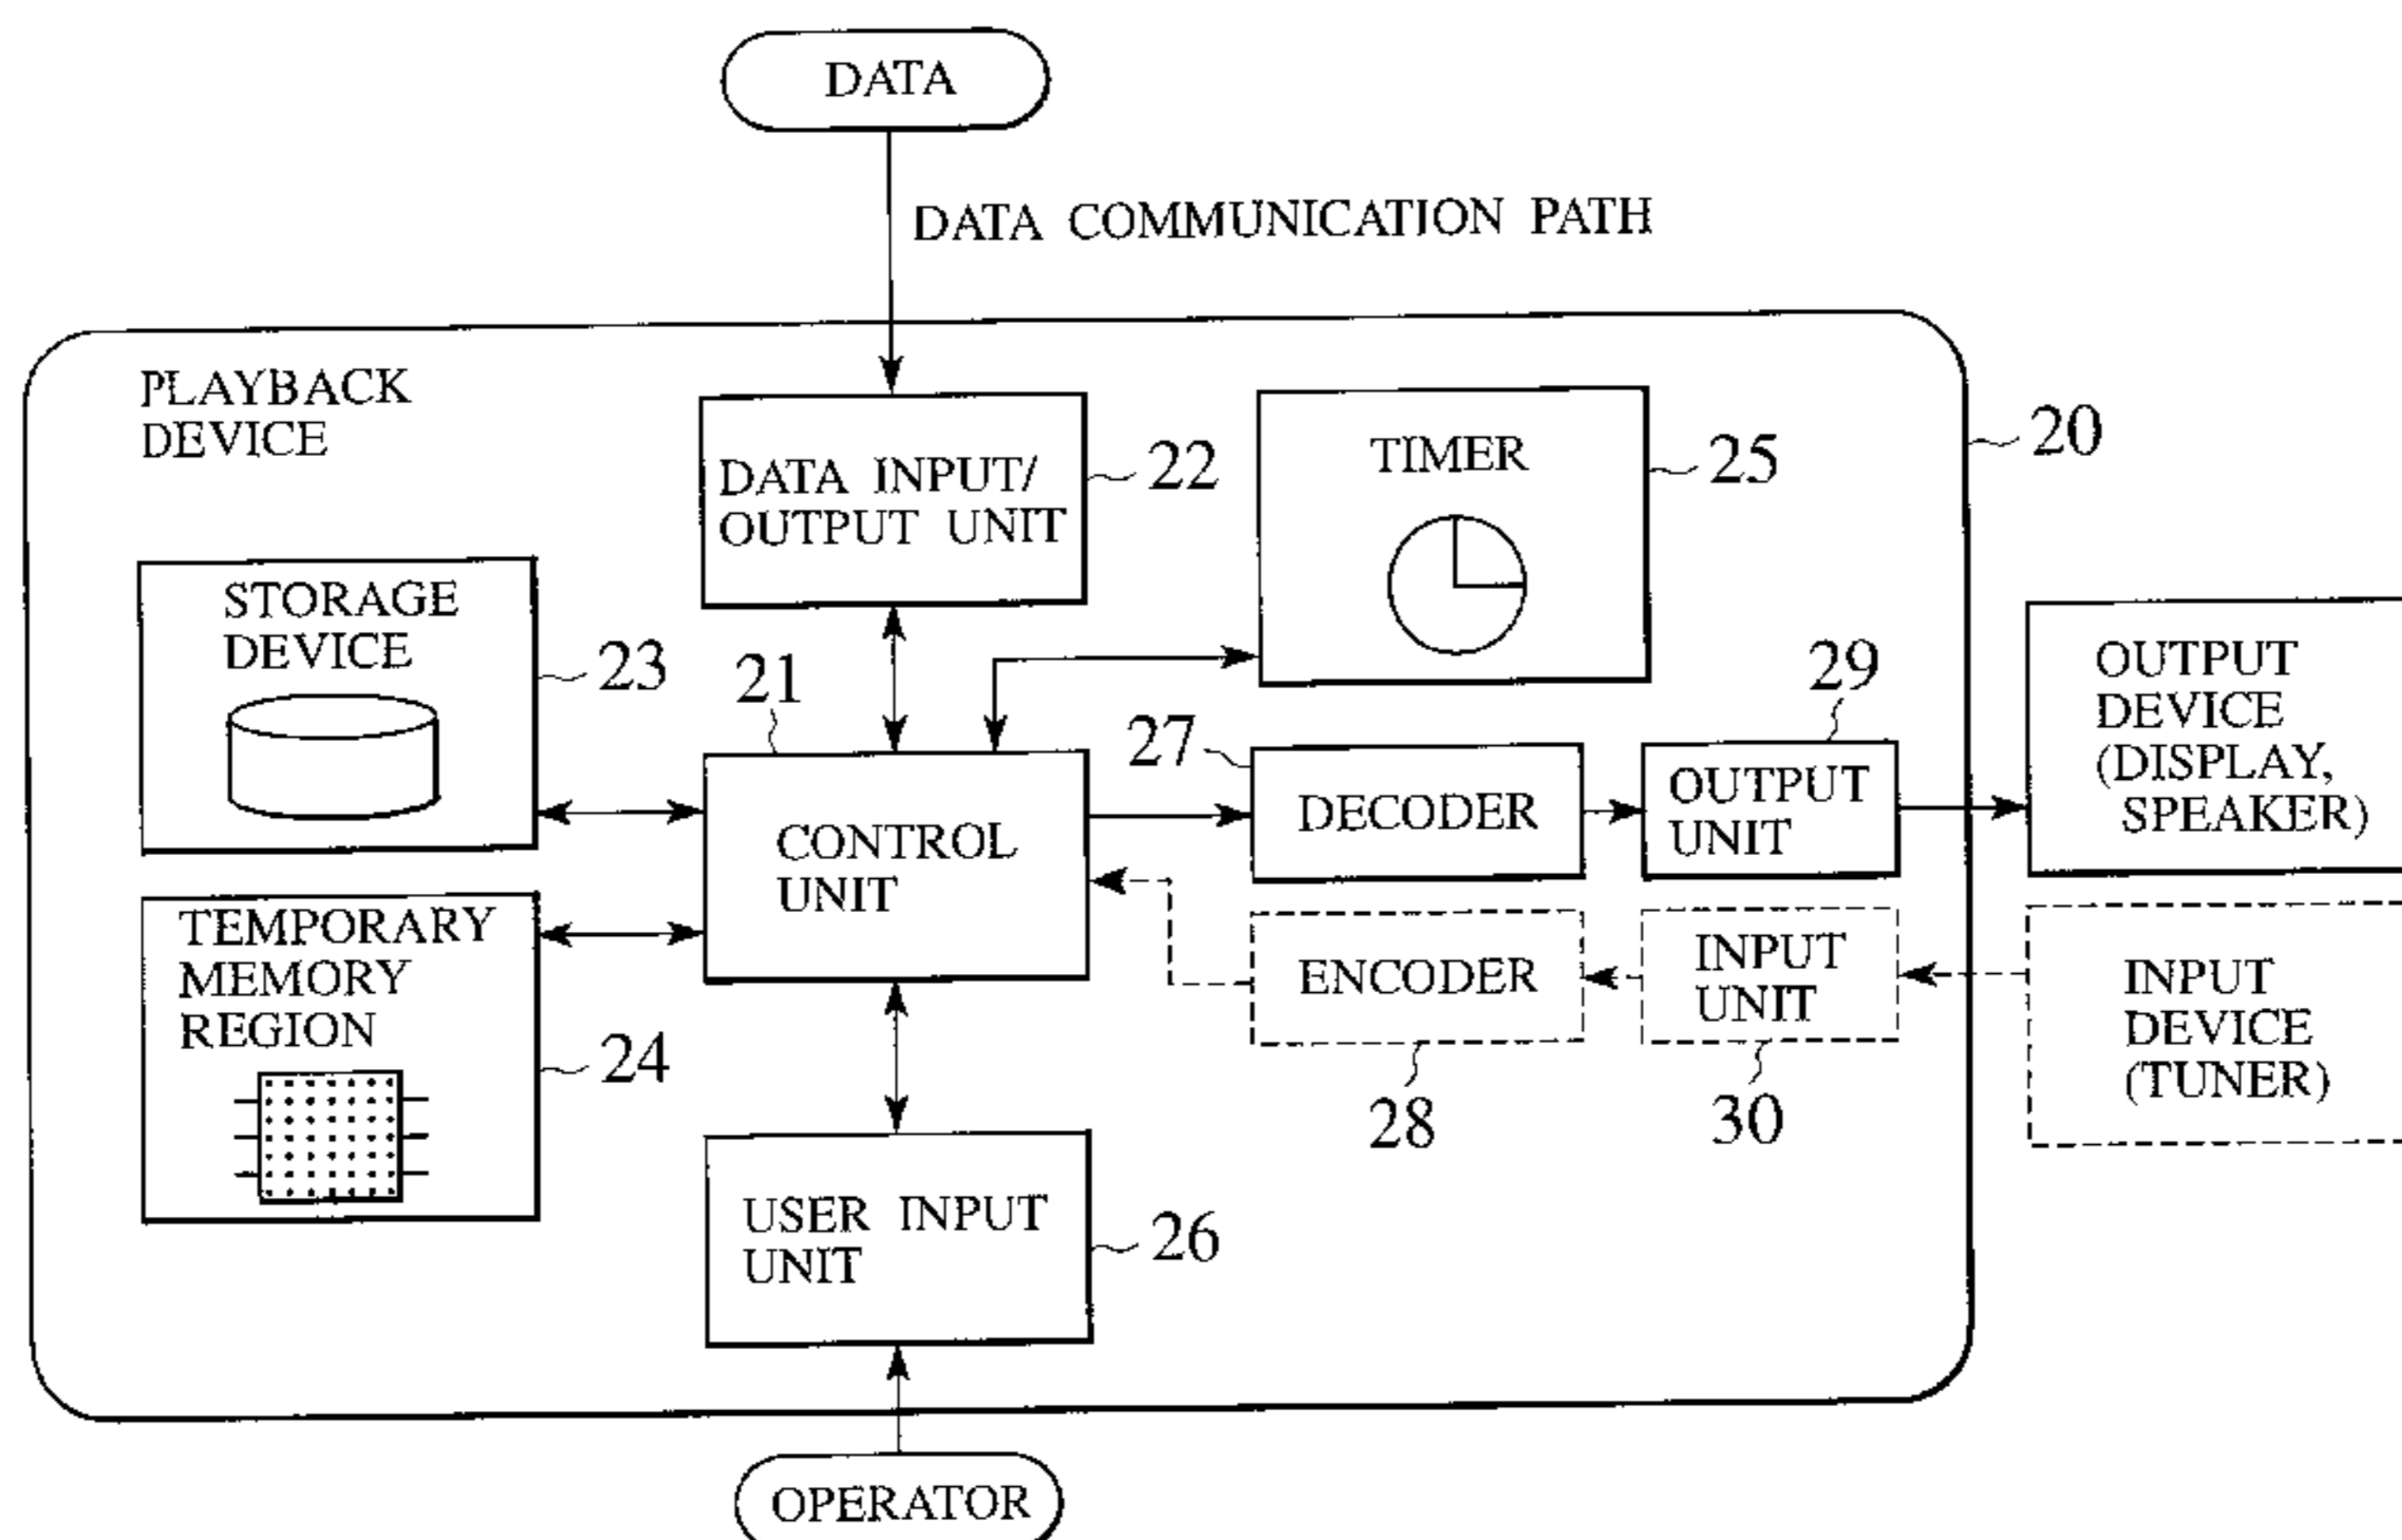 DATA
DATA COMMUNICATION PATH
PLAYBACK
DEVICE
20
DATA INPUT/
OUTPUT UNIT
22
TIMER
25
STORAGE
DEVICE
23
21
29
OUTPUT
DEVICE
(DISPLAY,
SPEAKER)
27
CONTROL
UNIT
DECODER
OUTPUT
UNIT
TEMPORARY
MEMORY
REGION
24
ENCODER
28
INPUT
UNIT
30
INPUT
DEVICE
(TUNER)
USER INPUT
UNIT
26
OPERATOR